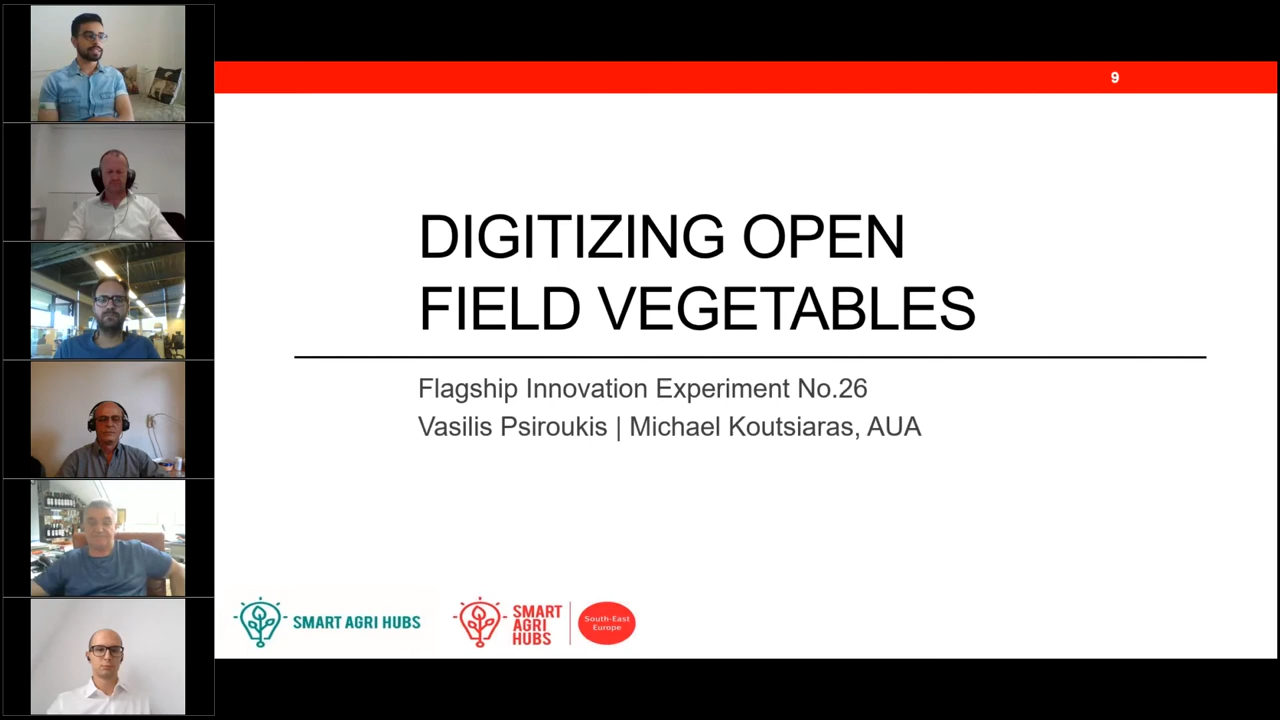 9
DIGITIZING OPEN
FIELD VEGETABLES
Flagship Innovation Experiment No.26
Vasilis Psiroukis | Michael Koutsiaras, AUA
SMART AGRI HUBS
SMART
AGRI
HUBS
South-East
Europe